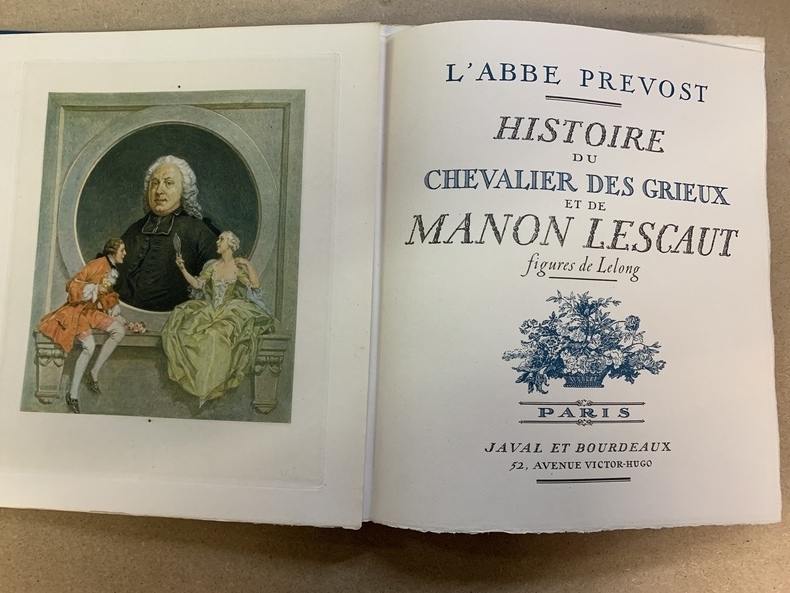 L'ABBE PREVOST
HISTOIRE
DU
CHEVALIER DES GRIEUX
ET DE
MANON LESCAUT
figures de Lelong
PARIS
JAVAL ET BOURDEAUX
52, AVENUE VICTOR-HUGO